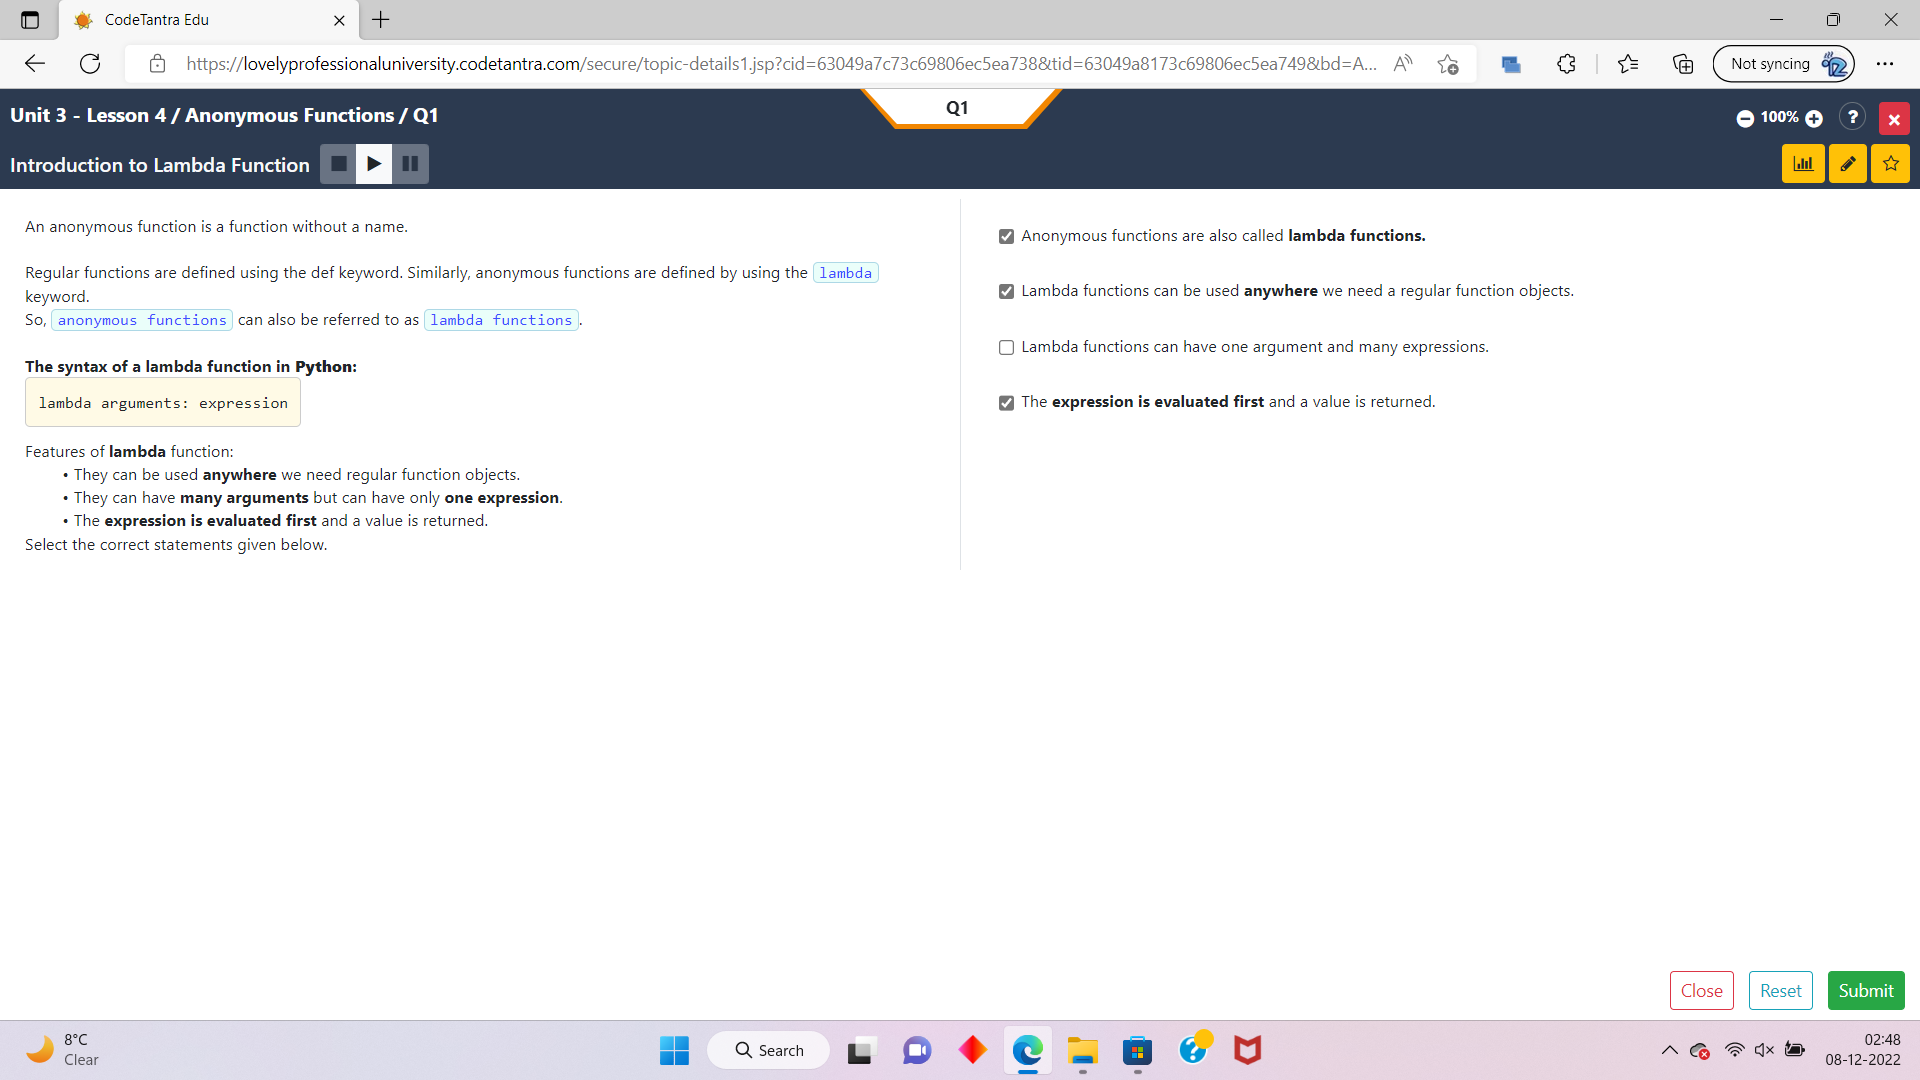 CodeTantra Edu
https://lovelyprofessionaluniversity.codetantra.com/secure/topic-details1.jsp?cid=63049a7c73c69806ec5ea738&tid=63049a8173c69806ec5ea749&bd=A...
Not syncing
Unit 3 - Lesson 4 / Anonymous Functions / Q1
Q1
100%
?
Introduction to Lambda Function
An anonymous function is a function without a name.
Regular functions are defined using the def keyword. Similarly, anonymous functions are defined by using the lambda
keyword.
So, anonymous functions can also be referred to as lambda functions.
The syntax of a lambda function in Python:
lambda arguments: expression
Features of lambda function:
• They can be used anywhere we need regular function objects.
• They can have many arguments but can have only one expression.
• The expression is evaluated first and a value is returned.
Select the correct statements given below.
Anonymous functions are also called lambda functions.
Lambda functions can be used anywhere we need a regular function objects.
Lambda functions can have one argument and many expressions.
The expression is evaluated first and a value is returned.
Close
Reset
Submit
8°C
Clear
Search
02:48
08-12-2022